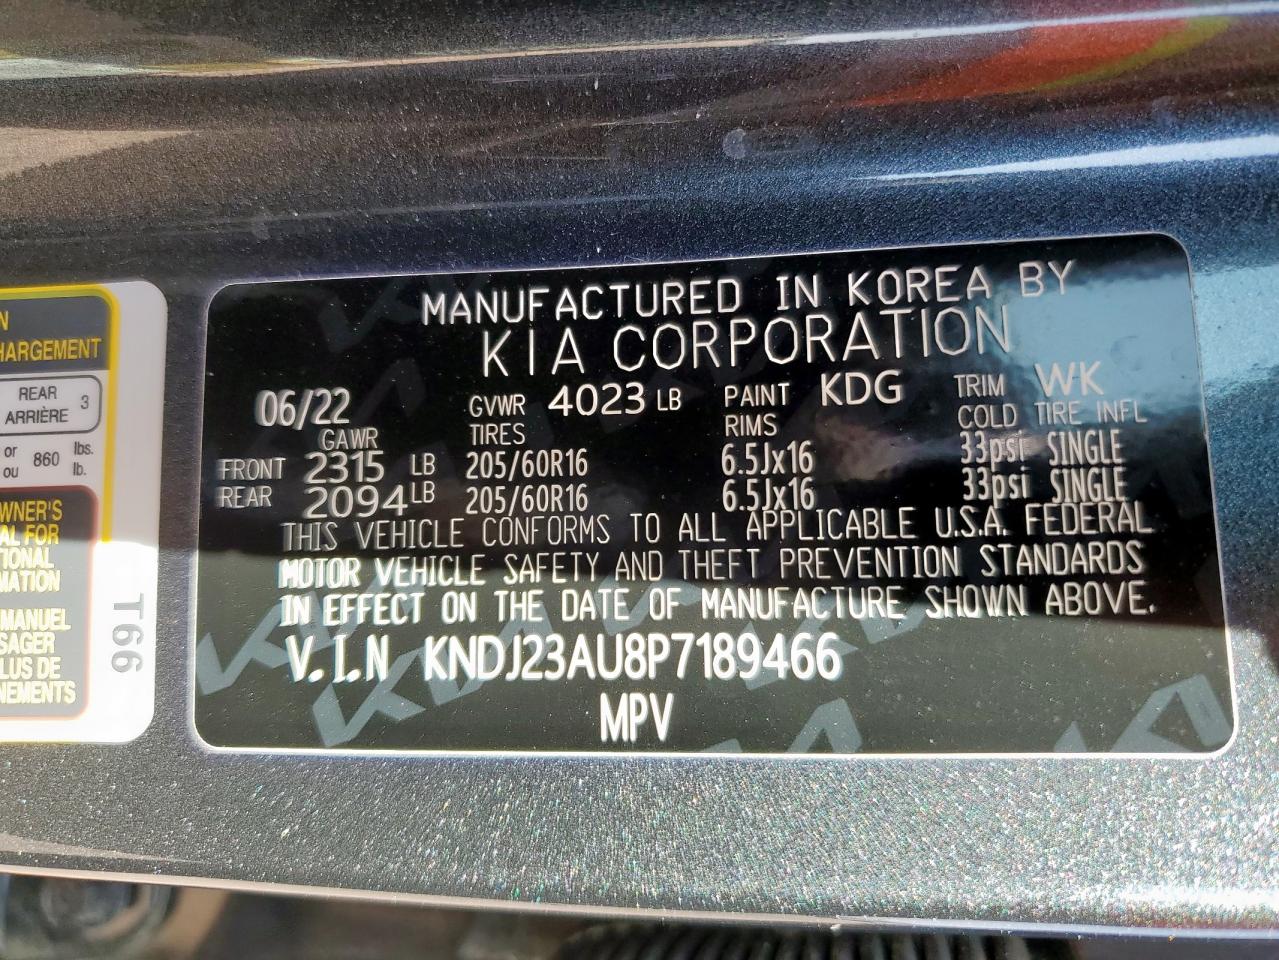 MANUFACTURED IN KOREA BY
KIA CORPORATION
06/22 GVWR 4023 LB PAINT KDG TRIM WK
GAWR TIRES RIMS COLD TIRE INFL
FRONT 2315 LB 205/60R16 6.5Jx16 33psi SINGLE
REAR 2094 LB 205/60R16 6.5Jx16 33psi SINGLE
THIS VEHICLE CONFORMS TO ALL APPLICABLE U.S.A. FEDERAL
MOTOR VEHICLE SAFETY AND THEFT PREVENTION STANDARDS
IN EFFECT ON THE DATE OF MANUFACTURE SHOWN ABOVE.
V.I.N KNDJ23AU8P7189466
MPV
N
HARGEMENT
REAR
ARRIÈRE 3
or 860 lbs.
ou lb.
WNER'S
AL FOR
TIONAL
MATION
MANUEL
SAGER
LUS DE
NEMENTS
T66